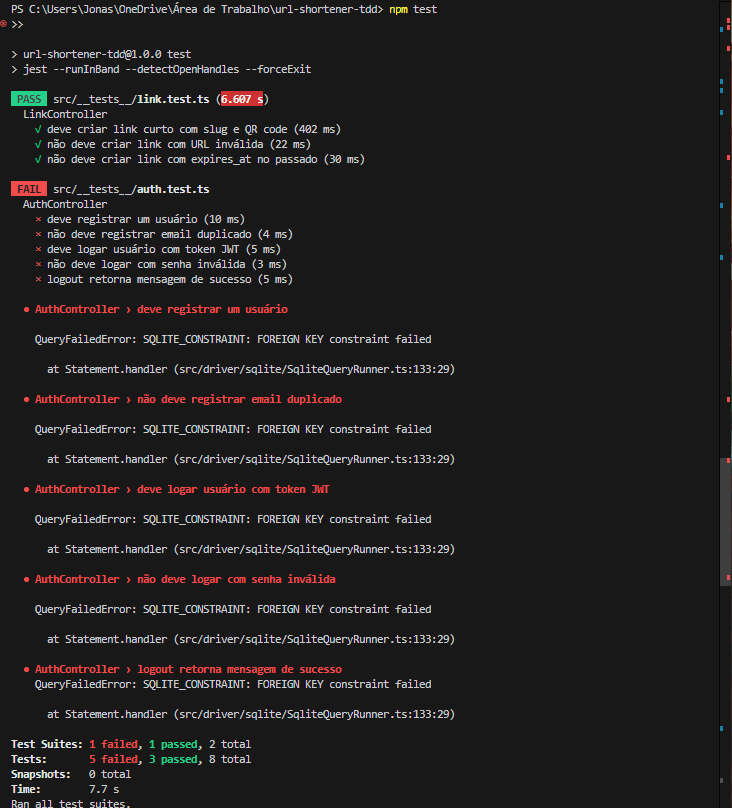 PS C:\Users\Jonas\OneDrive\Área de Trabalho\url-shortener-tdd> npm test
>>
> url-shortener-tdd@1.0.0 test
> jest --runInBand --detectOpenHandles --forceExit
PASS src/__tests__/link.test.ts (6.607 s)
LinkController
√ deve criar link curto com slug e QR code (402 ms)
√ não deve criar link com URL inválida (22 ms)
√ não deve criar link com expires_at no passado (30 ms)
FAIL src/__tests__/auth.test.ts
AuthController
× deve registrar um usuário (10 ms)
× não deve registrar email duplicado (4 ms)
× deve logar usuário com token JWT (5 ms)
× não deve logar com senha inválida (3 ms)
× logout retorna mensagem de sucesso (5 ms)
● AuthController › deve registrar um usuário
QueryFailedError: SQLITE_CONSTRAINT: FOREIGN KEY constraint failed
at Statement.handler (src/driver/sqlite/SqliteQueryRunner.ts:133:29)
● AuthController › não deve registrar email duplicado
QueryFailedError: SQLITE_CONSTRAINT: FOREIGN KEY constraint failed
at Statement.handler (src/driver/sqlite/SqliteQueryRunner.ts:133:29)
● AuthController › deve logar usuário com token JWT
QueryFailedError: SQLITE_CONSTRAINT: FOREIGN KEY constraint failed
at Statement.handler (src/driver/sqlite/SqliteQueryRunner.ts:133:29)
● AuthController › não deve logar com senha inválida
QueryFailedError: SQLITE_CONSTRAINT: FOREIGN KEY constraint failed
at Statement.handler (src/driver/sqlite/SqliteQueryRunner.ts:133:29)
● AuthController › logout retorna mensagem de sucesso
QueryFailedError: SQLITE_CONSTRAINT: FOREIGN KEY constraint failed
at Statement.handler (src/driver/sqlite/SqliteQueryRunner.ts:133:29)
Test Suites: 1 failed, 1 passed, 2 total
Tests: 5 failed, 3 passed, 8 total
Snapshots: 0 total
Time: 7.7 s
Ran all test suites.